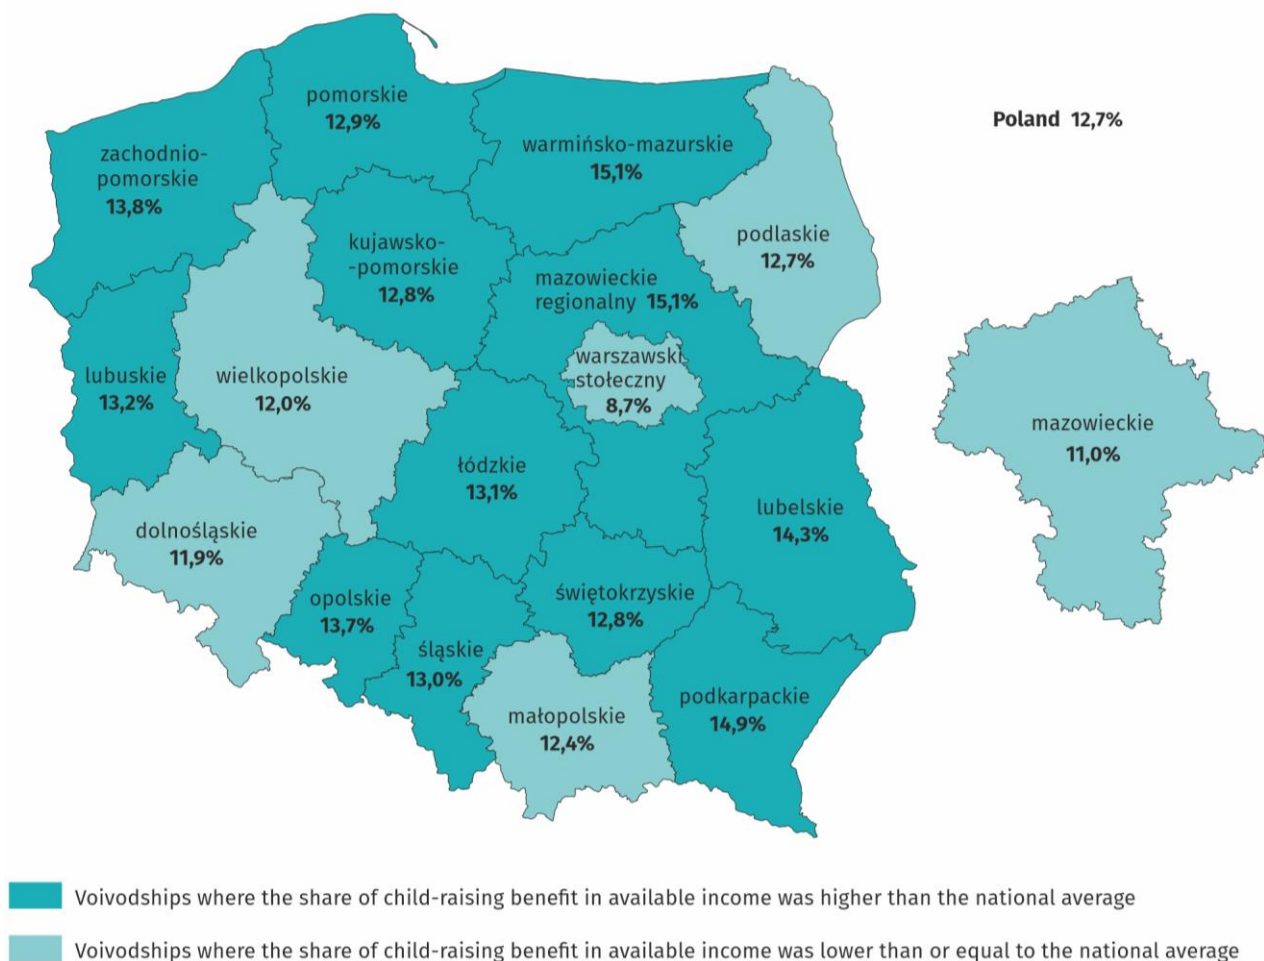 pomorskie
12,9%
Poland 12,7%
warmińsko-mazurskie
15,1%
zachodnio-
pomorskie
13,8%
podlaskie
12,7%
kujawsko-
-pomorskie
12,8%
mazowieckie
regionalny 15,1%
warszawski
stołeczny
8,7%
lubuskie
13,2%
wielkopolskie
12,0%
mazowieckie
11,0%
łódzkie
13,1%
lubelskie
14,3%
dolnośląskie
11,9%
opolskie
13,7%
świętokrzyskie
12,8%
śląskie
13,0%
podkarpackie
14,9%
małopolskie
12,4%
Voivodships where the share of child-raising benefit in available income was higher than the national average
Voivodships where the share of child-raising benefit in available income was lower than or equal to the national average